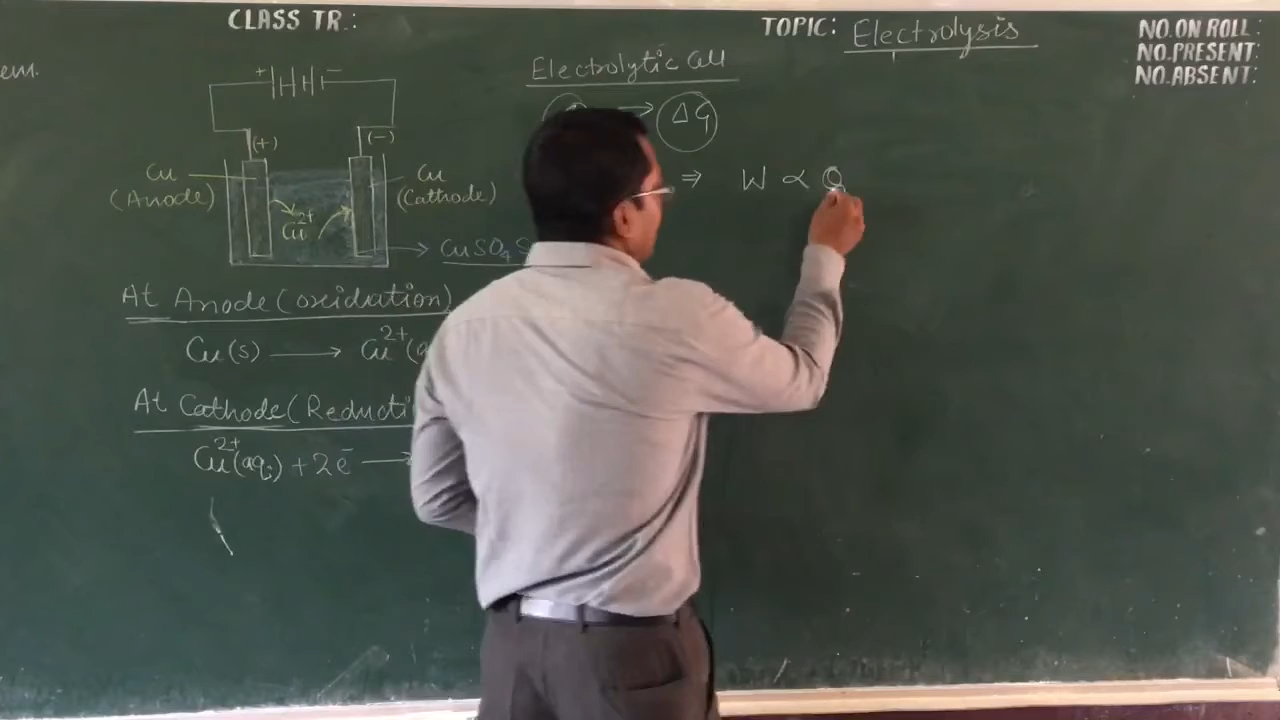 CLASS TR.:
TOPIC: Electrolysis
NO. ON ROLL:
NO. PRESENT:
NO. ABSENT:
Electrolytic Cell
→ ΔG
⇒ W ∝ Q
+ −
(+) (−)
Cu
(Anode)
Cu
(Cathode)
Cu²⁺
CuSO₄
At Anode (oxidation)
Cu(s) → Cu²⁺
At Cathode (Reducti
Cu²⁺(aq.) + 2e⁻ →